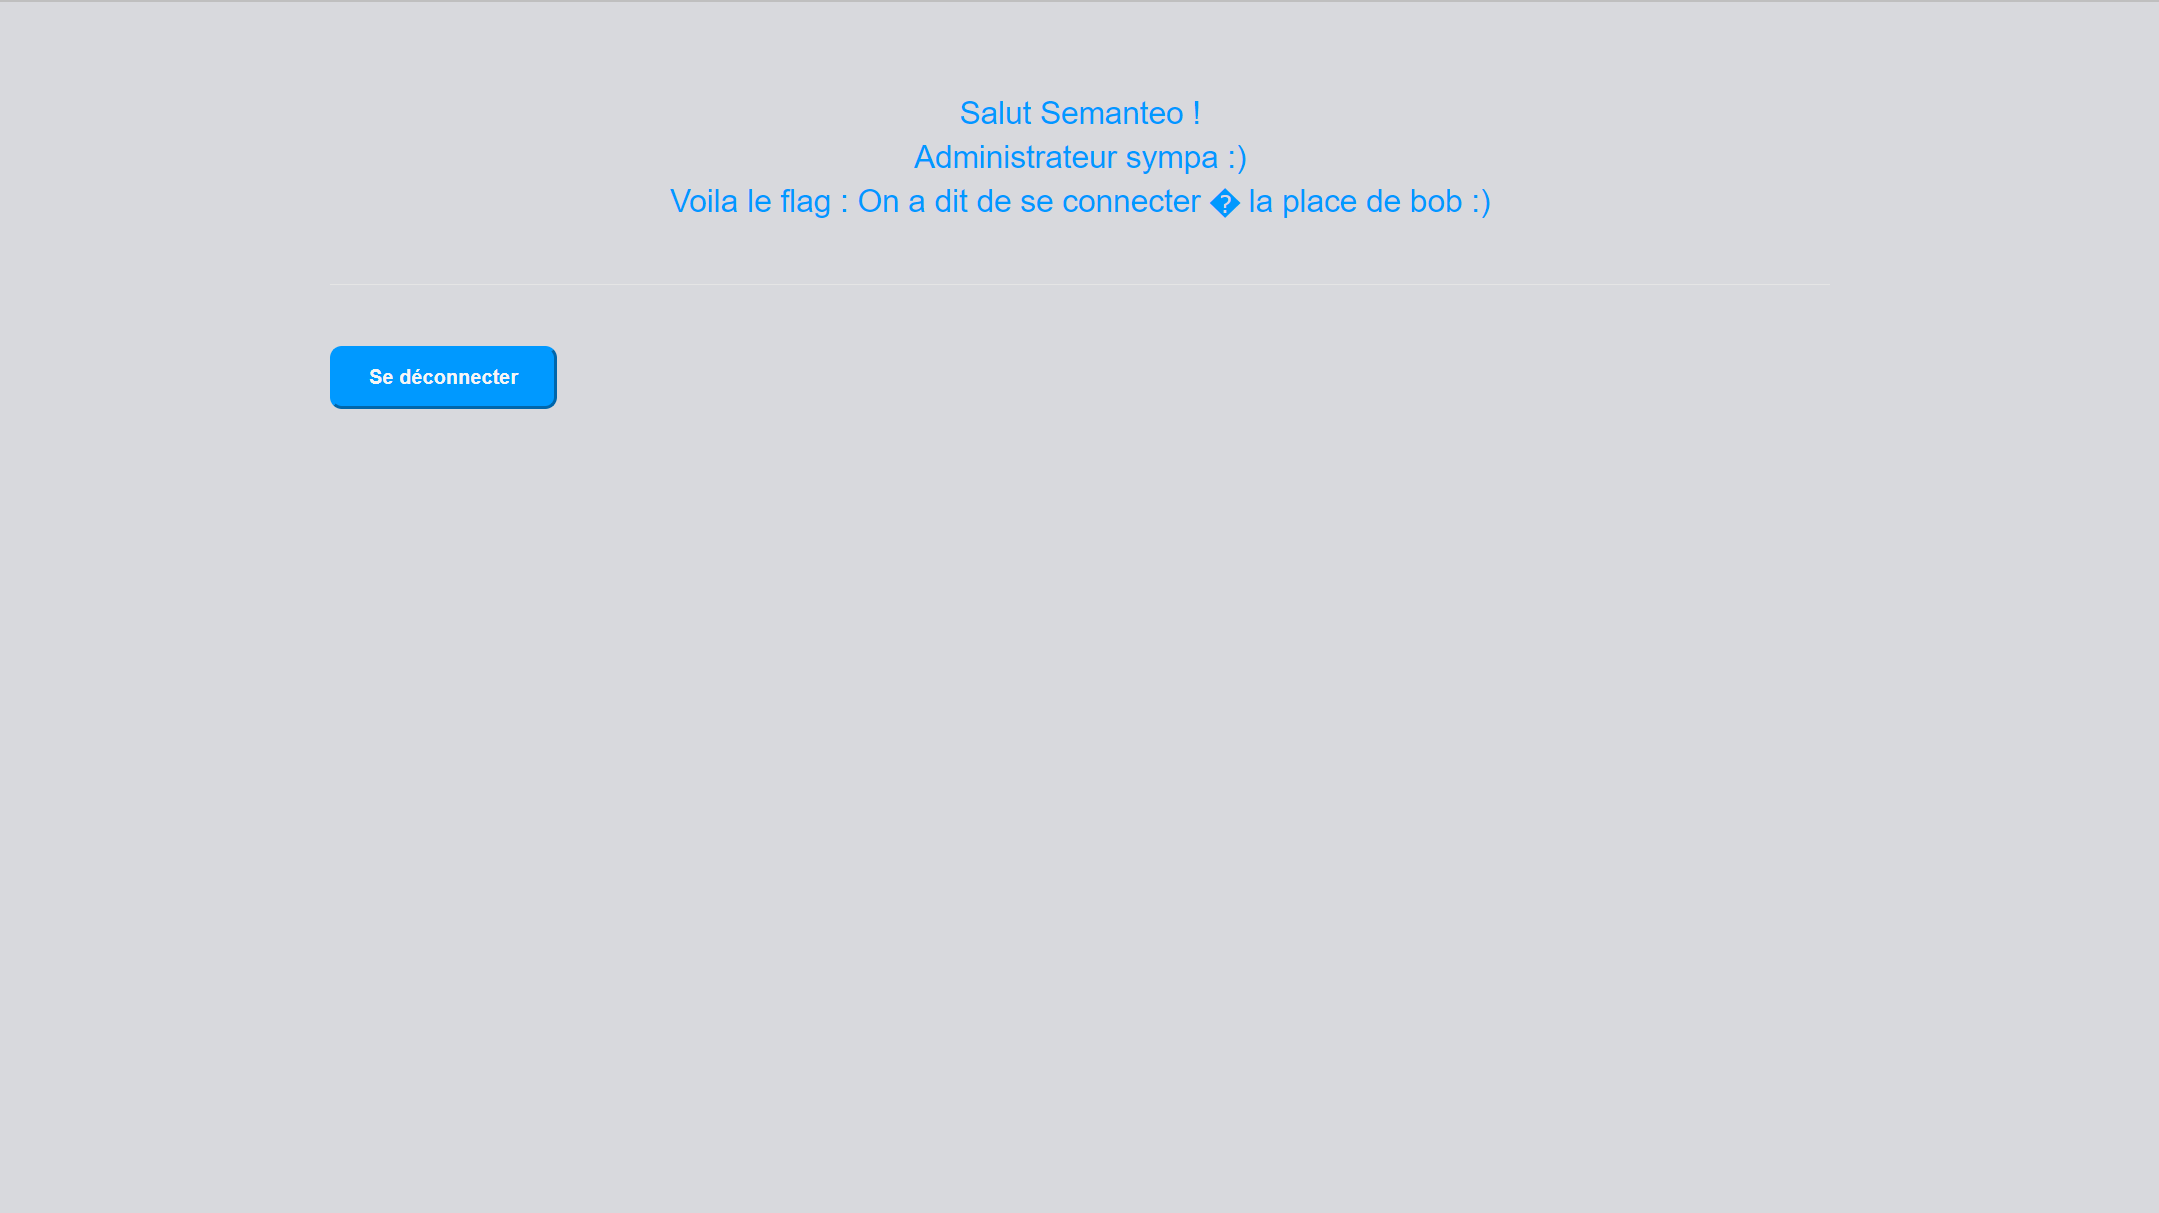 Salut Semanteo !
Administrateur sympa :)
Voila le flag : On a dit de se connecter � la place de bob :)
Se déconnecter